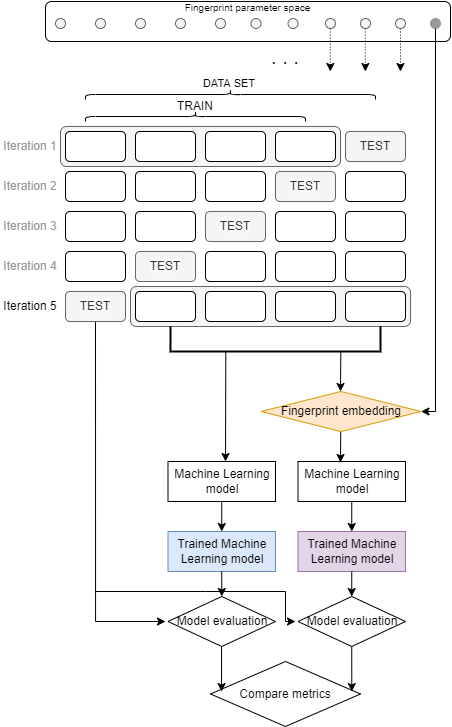 Fingerprint parameter space
. . .
DATA SET
TRAIN
Iteration 1
TEST
Iteration 2
TEST
Iteration 3
TEST
Iteration 4
TEST
Iteration 5
TEST
Fingerprint embedding
Machine Learning
model
Machine Learning
model
Trained Machine
Learning model
Trained Machine
Learning model
Model evaluation
Model evaluation
Compare metrics